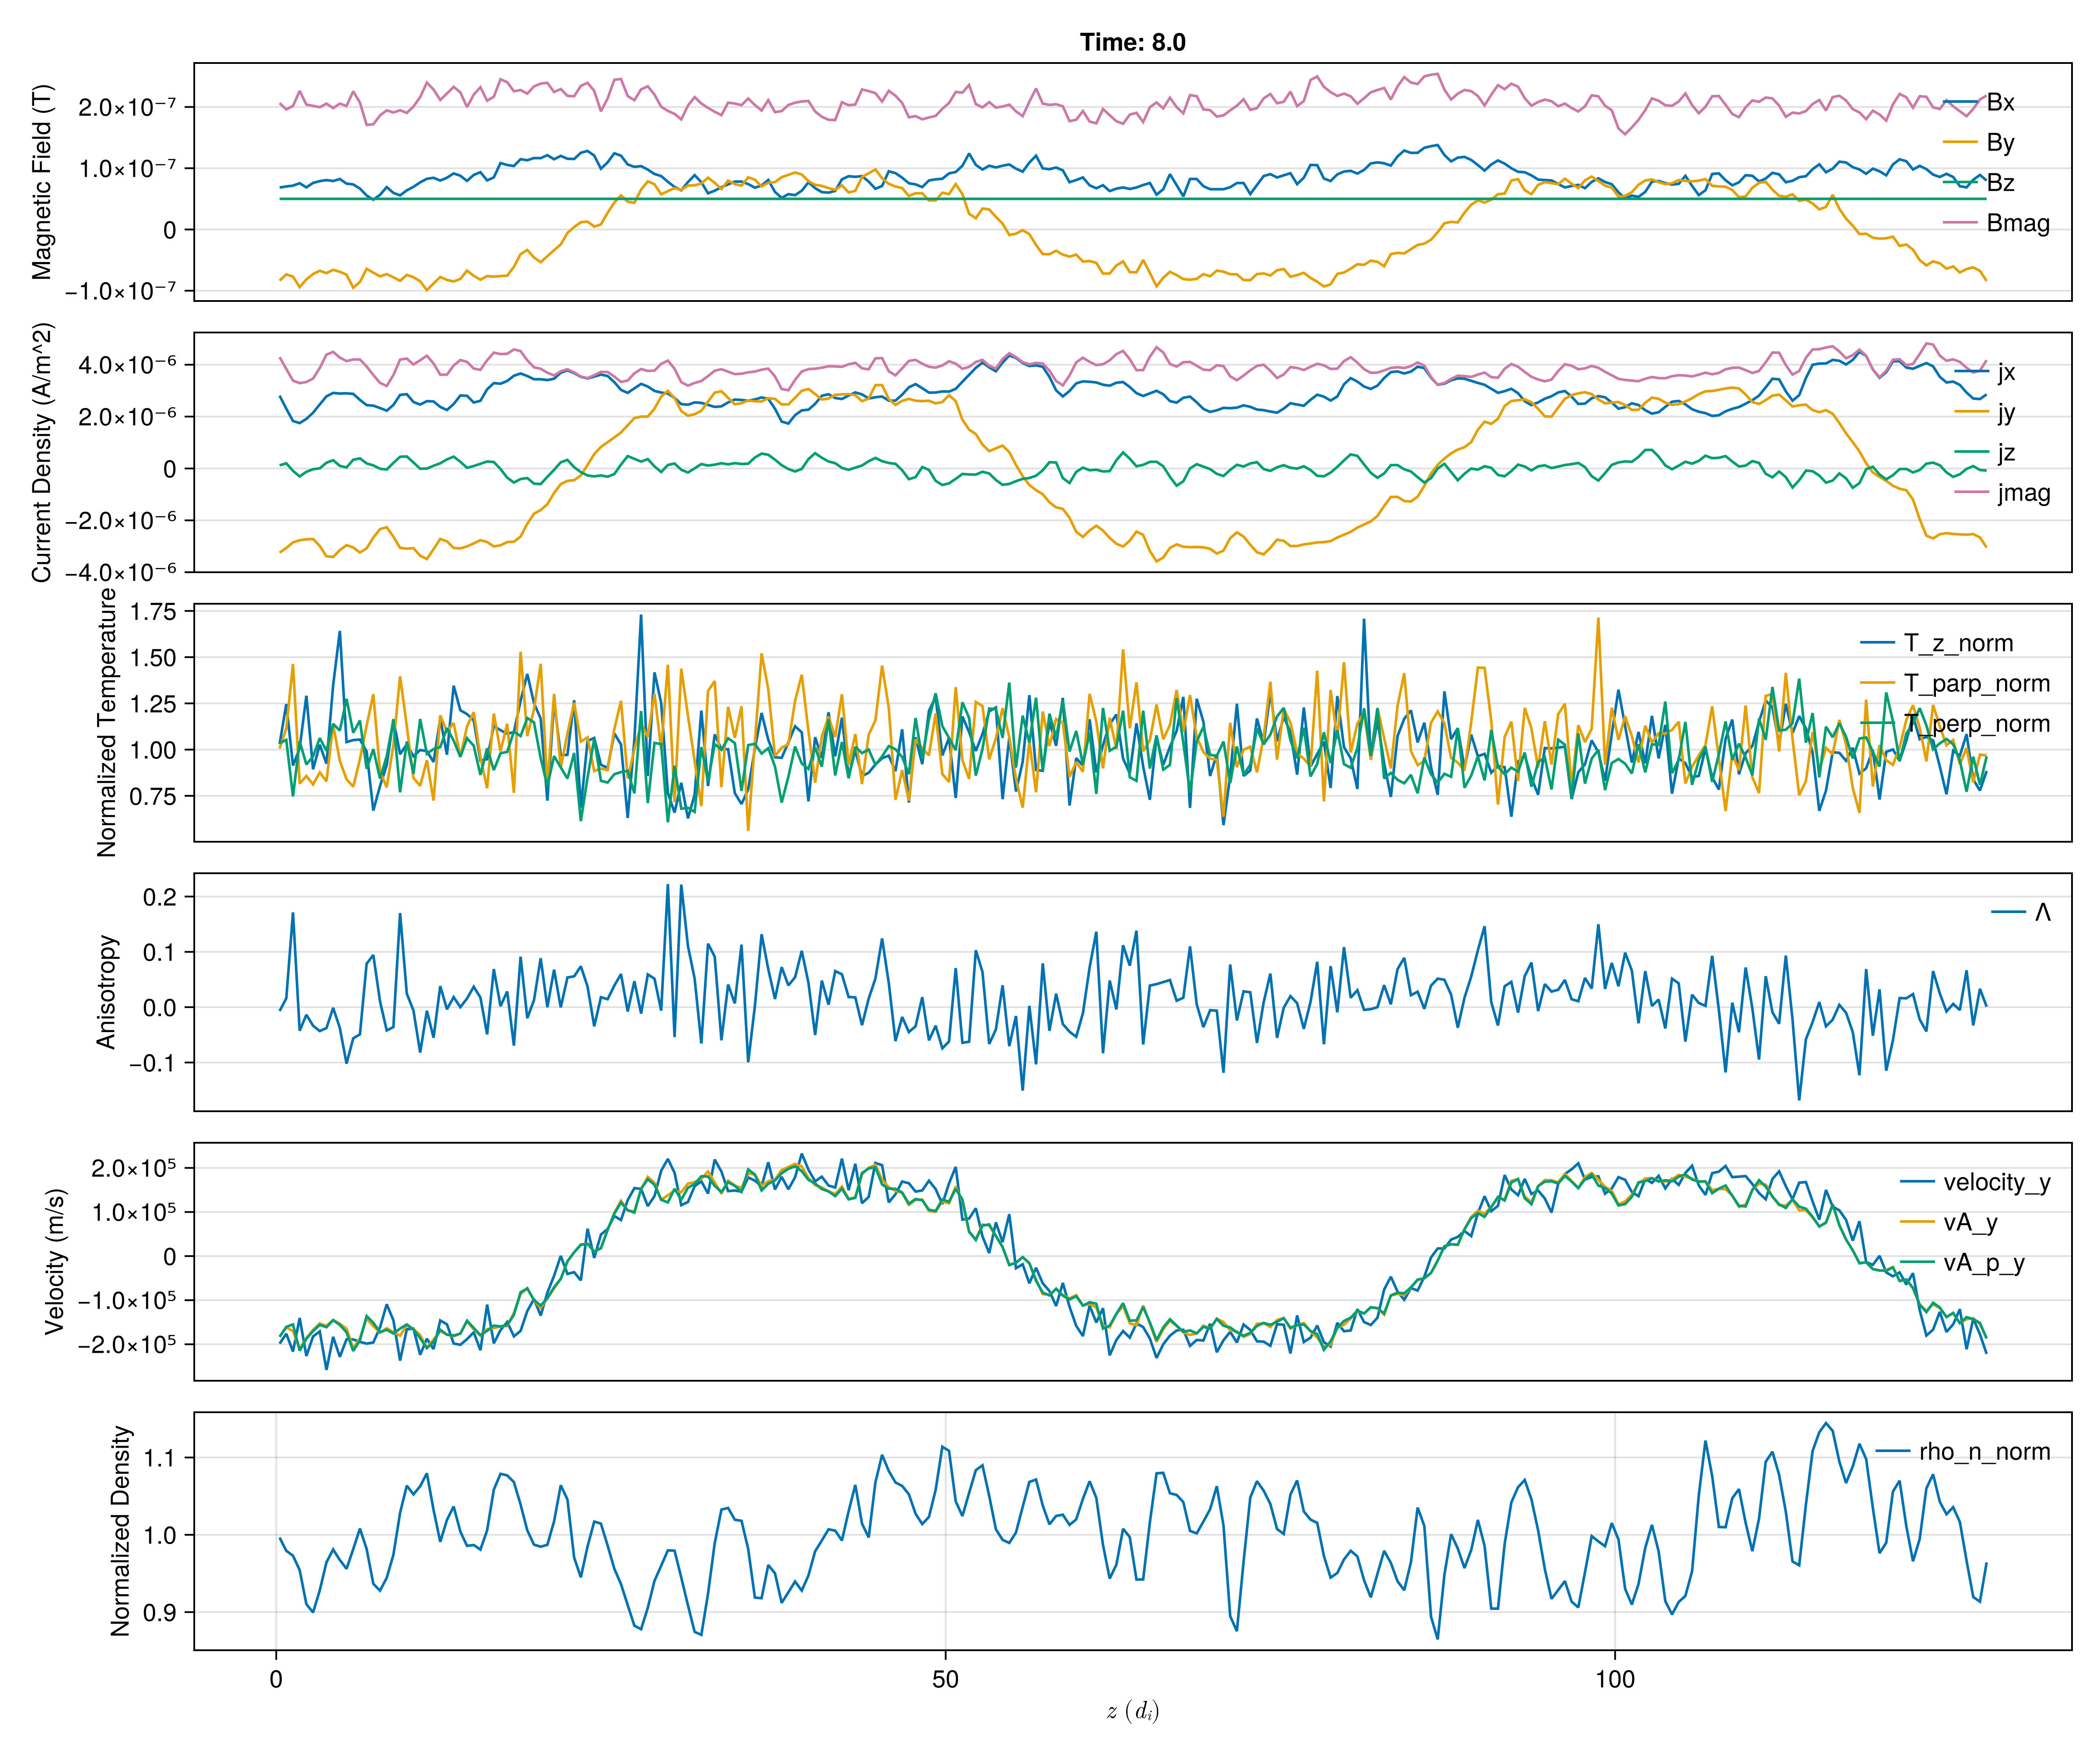 Time: 8.0
Magnetic Field (T)
2.0×10⁻⁷
1.0×10⁻⁷
0
−1.0×10⁻⁷
Bx
By
Bz
Bmag
Current Density (A/m^2)
4.0×10⁻⁶
2.0×10⁻⁶
0
−2.0×10⁻⁶
−4.0×10⁻⁶
jx
jy
jz
jmag
Normalized Temperature
1.75
1.50
1.25
1.00
0.75
T_z_norm
T_parp_norm
T_perp_norm
Anisotropy
0.2
0.1
0.0
−0.1
Λ
Velocity (m/s)
2.0×10⁵
1.0×10⁵
0
−1.0×10⁵
−2.0×10⁵
velocity_y
vA_y
vA_p_y
Normalized Density
1.1
1.0
0.9
rho_n_norm
0 50 100
z (dᵢ)